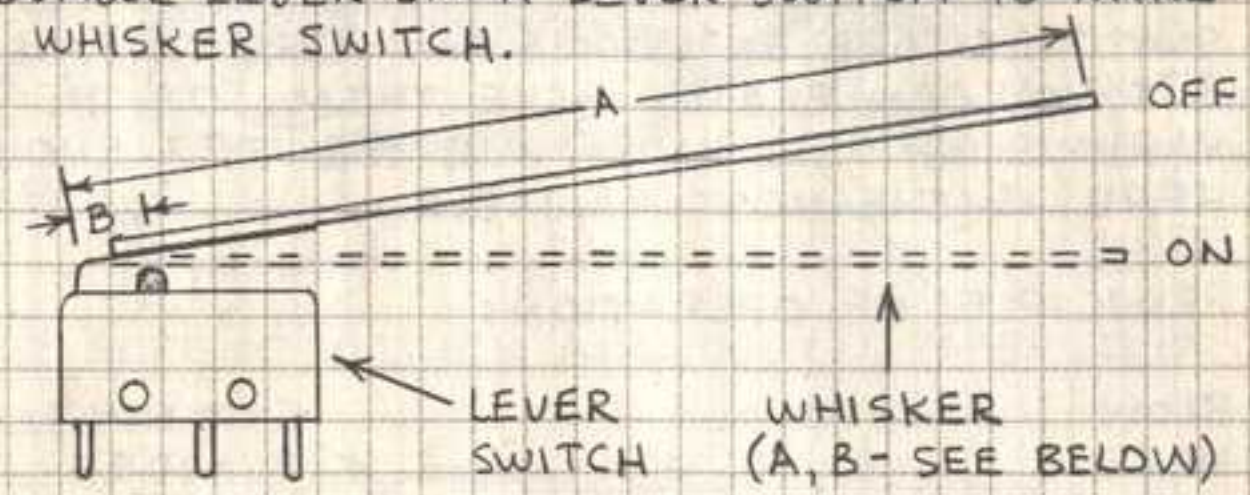 WHISKER SWITCH.
A
OFF
B
ON
LEVER
SWITCH
WHISKER
(A, B - SEE BELOW)